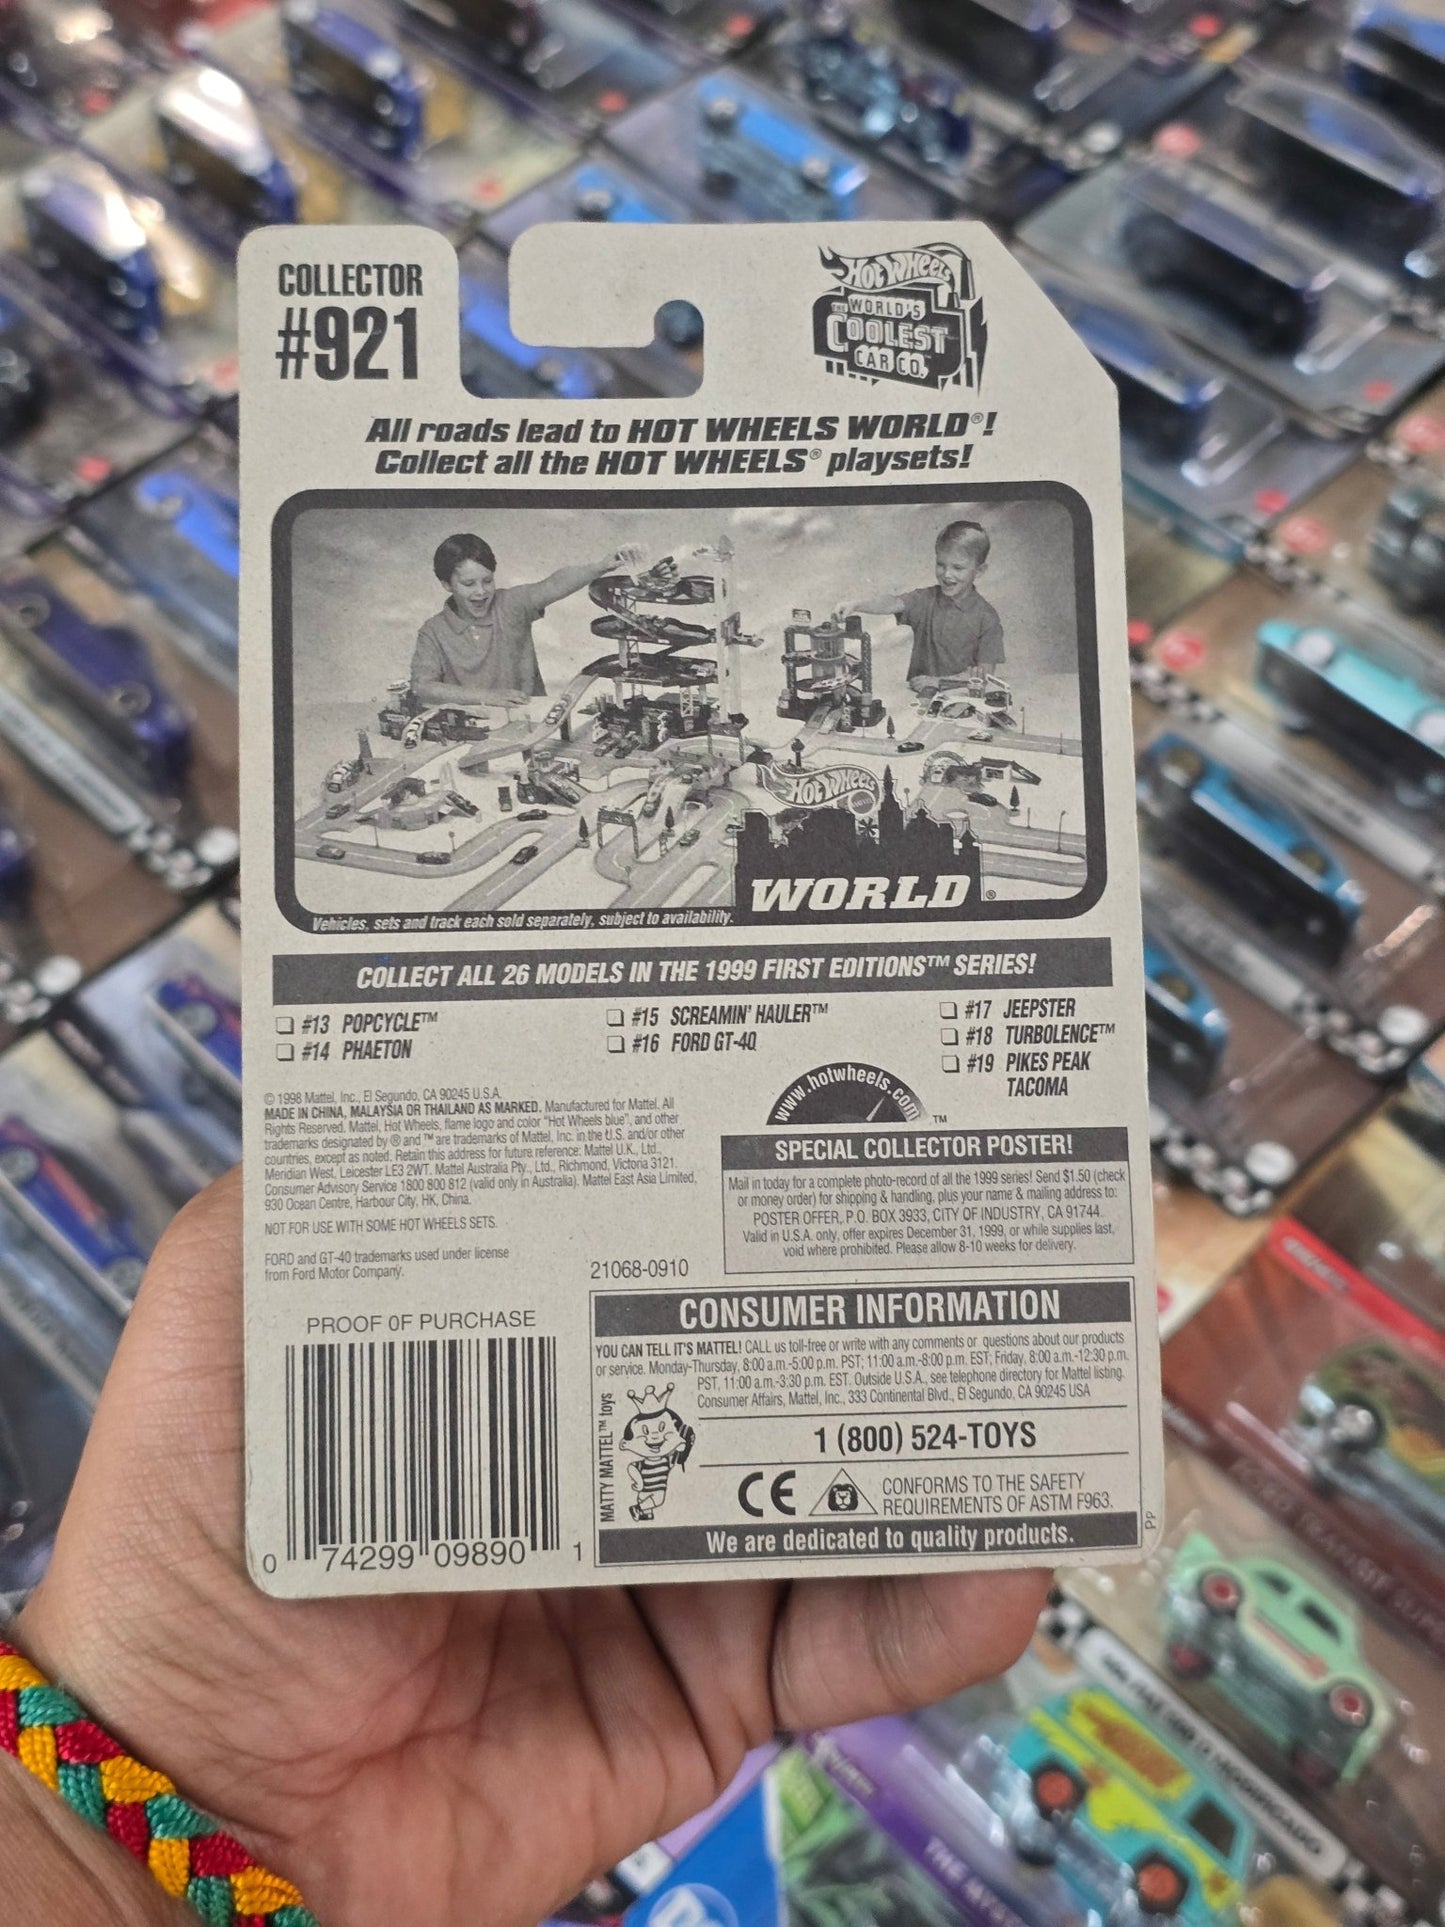 COLLECTOR
#921
HOT WHEELS
THE WORLD'S
COOLEST
CAR CO.™
All roads lead to HOT WHEELS WORLD®!
Collect all the HOT WHEELS® playsets!
HOT WHEELS
WORLD®
Vehicles, sets and track each sold separately, subject to availability.
COLLECT ALL 26 MODELS IN THE 1999 FIRST EDITIONS™ SERIES!
#13 POPCYCLE™
#14 PHAETON
#15 SCREAMIN' HAULER™
#16 FORD GT-40
#17 JEEPSTER
#18 TURBOLENCE™
#19 PIKES PEAK
TACOMA
© 1998 Mattel, Inc., El Segundo, CA 90245 U.S.A.
MADE IN CHINA, MALAYSIA OR THAILAND AS MARKED. Manufactured for Mattel. All
Rights Reserved. Mattel, Hot Wheels, flame logo and color "Hot Wheels blue", and other
trademarks designated by ® and ™ are trademarks of Mattel, Inc. in the U.S. and/or other
countries, except as noted. Retain this address for future reference: Mattel U.K., Ltd.,
Meridian West, Leicester LE3 2WT. Mattel Australia Pty., Ltd., Richmond, Victoria 3121.
Consumer Advisory Service 1800 800 812 (valid only in Australia). Mattel East Asia Limited,
930 Ocean Centre, Harbour City, HK, China.
NOT FOR USE WITH SOME HOT WHEELS SETS.
FORD and GT-40 trademarks used under license
from Ford Motor Company.
21068-0910
www.hotwheels.com™
SPECIAL COLLECTOR POSTER!
Mail in today for a complete photo-record of all the 1999 series! Send $1.50 (check
or money order) for shipping & handling, plus your name & mailing address to:
POSTER OFFER, P.O. BOX 3933, CITY OF INDUSTRY, CA 91744.
Valid in U.S.A. only, offer expires December 31, 1999, or while supplies last,
void where prohibited. Please allow 8-10 weeks for delivery.
PROOF OF PURCHASE
0 74299 09890 1
CONSUMER INFORMATION
YOU CAN TELL IT'S MATTEL! CALL us toll-free or write with any comments or questions about our products
or service. Monday-Thursday, 8:00 a.m.-5:00 p.m. PST; 11:00 a.m.-8:00 p.m. EST; Friday, 8:00 a.m.-12:30 p.m.
PST, 11:00 a.m.-3:30 p.m. EST. Outside U.S.A., see telephone directory for Mattel listing.
Consumer Affairs, Mattel, Inc., 333 Continental Blvd., El Segundo, CA 90245 USA
MATTY MATTEL™ toys
1 (800) 524-TOYS
CE
CONFORMS TO THE SAFETY
REQUIREMENTS OF ASTM F963.
We are dedicated to quality products.
PP